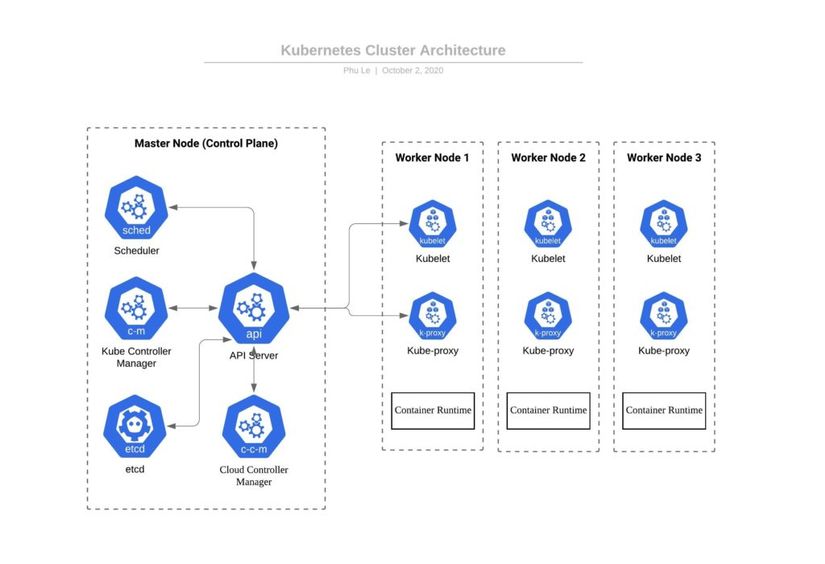 Kubernetes Cluster Architecture
Phu Le | October 2, 2020
Master Node (Control Plane)
sched
Scheduler
c-m
Kube Controller
Manager
api
API Server
etcd
etcd
c-c-m
Cloud Controller
Manager
Worker Node 1
kubelet
Kubelet
k-proxy
Kube-proxy
Container Runtime
Worker Node 2
kubelet
Kubelet
k-proxy
Kube-proxy
Container Runtime
Worker Node 3
kubelet
Kubelet
k-proxy
Kube-proxy
Container Runtime